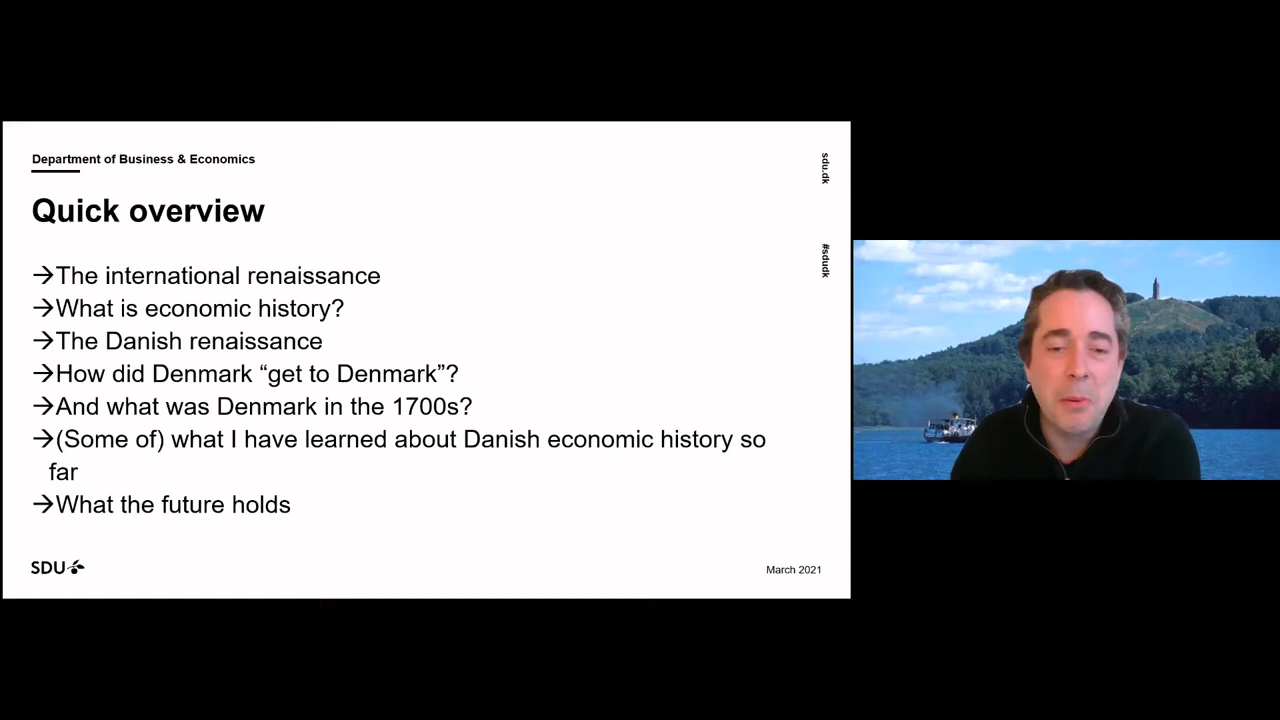 Department of Business & Economics
sdu.dk
Quick overview
#sdudk
→The international renaissance
→What is economic history?
→The Danish renaissance
→How did Denmark “get to Denmark”?
→And what was Denmark in the 1700s?
→(Some of) what I have learned about Danish economic history so
far
→What the future holds
SDU
March 2021